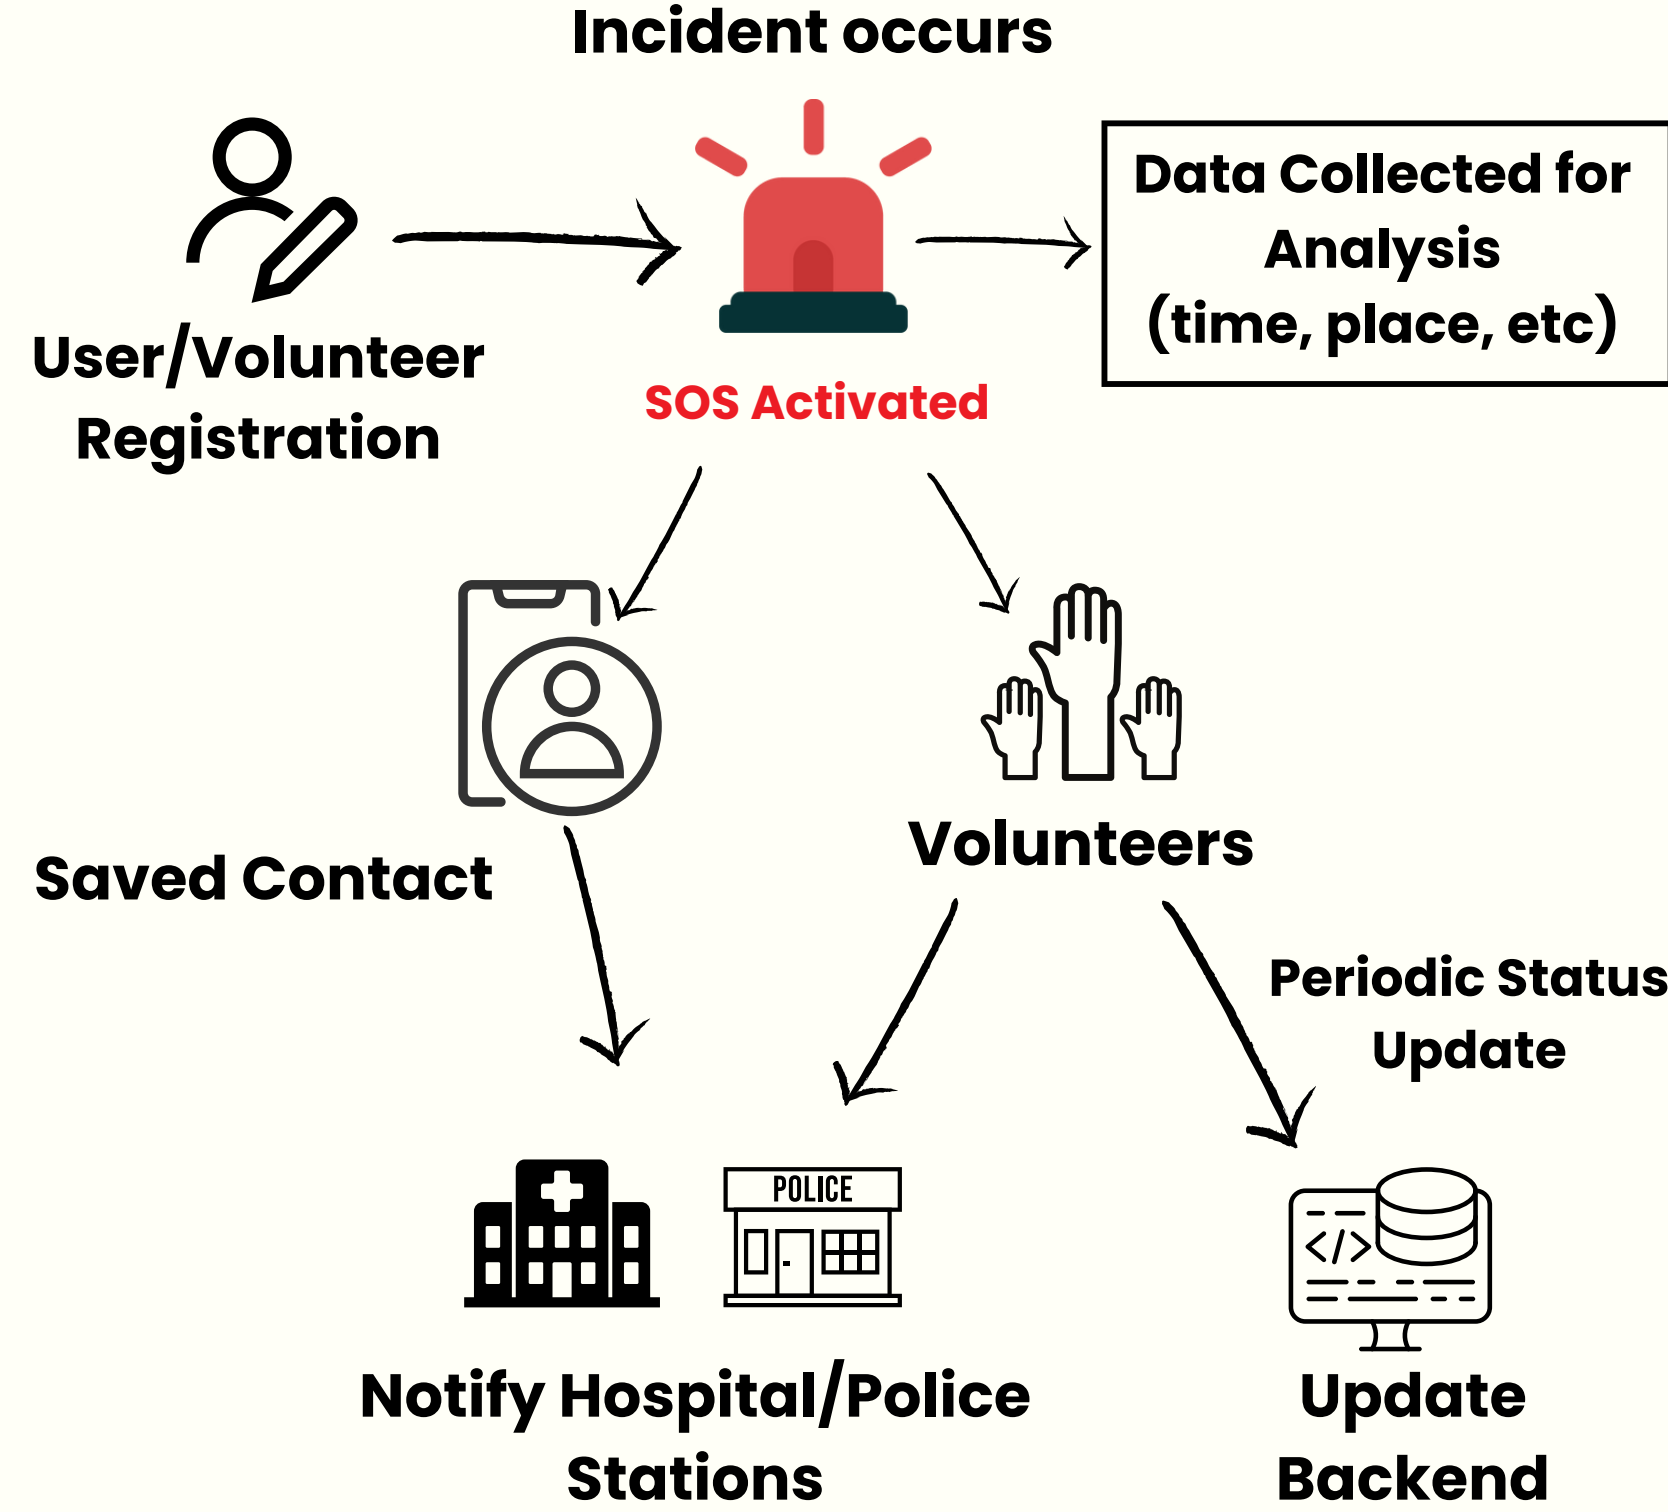 Incident occurs
Data Collected for
Analysis
(time, place, etc)
User/Volunteer
Registration
SOS Activated
Saved Contact
Volunteers
Periodic Status
Update
POLICE
</>
Notify Hospital/Police
Stations
Update
Backend